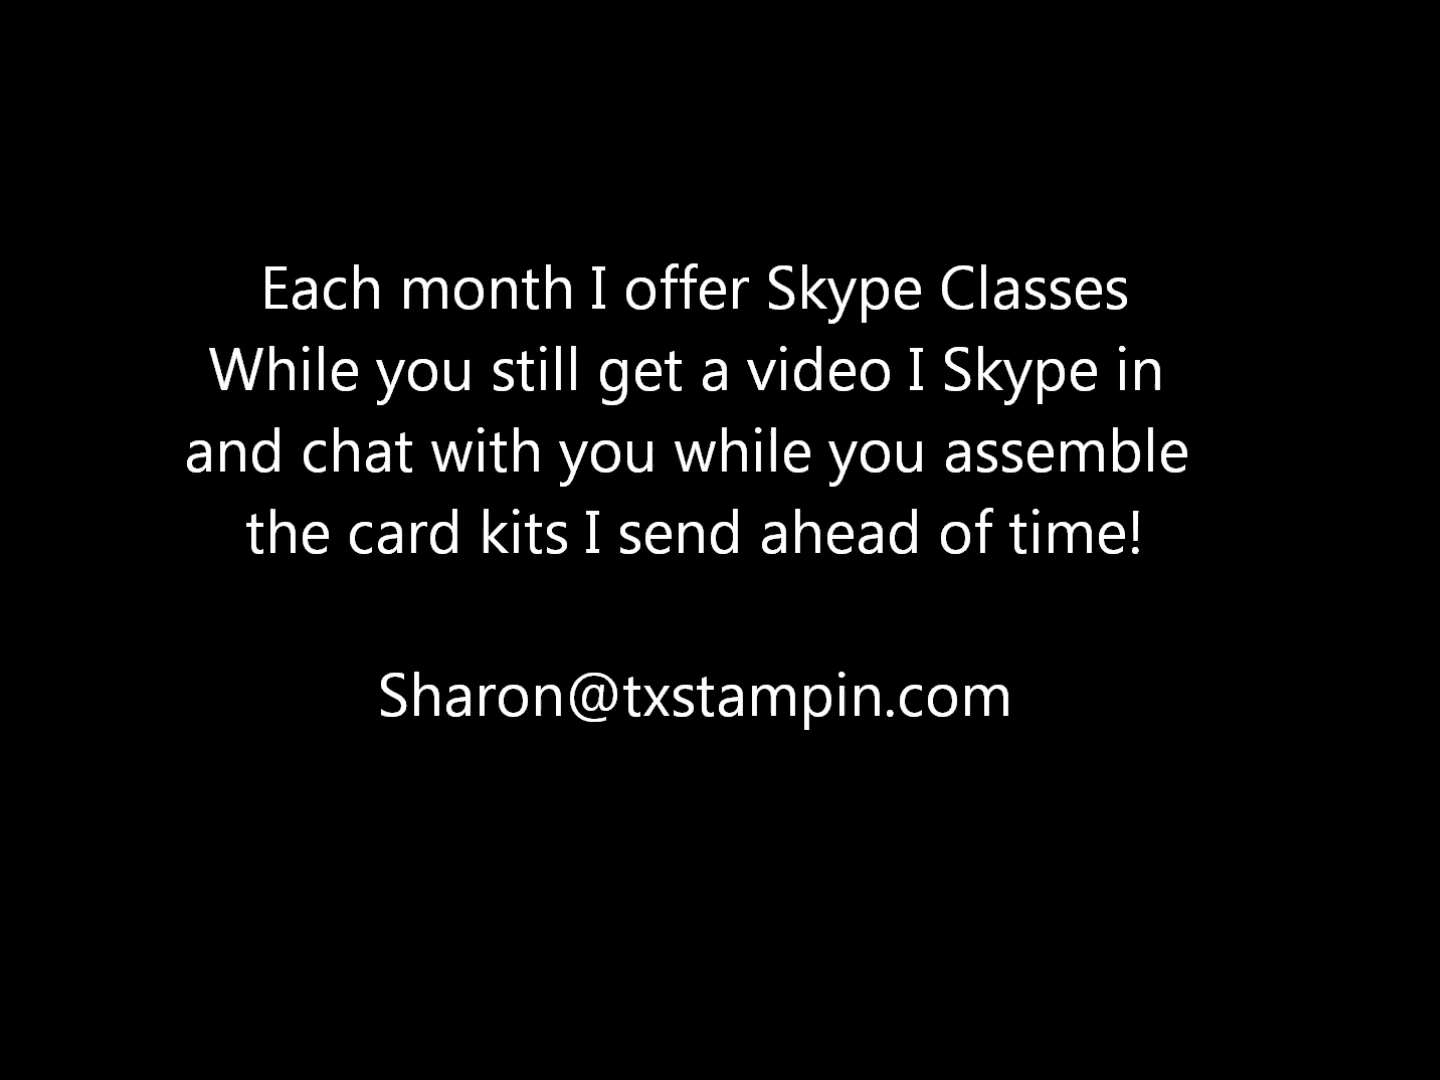 Each month I offer Skype Classes
While you still get a video I Skype in
and chat with you while you assemble
the card kits I send ahead of time!
Sharon@txstampin.com